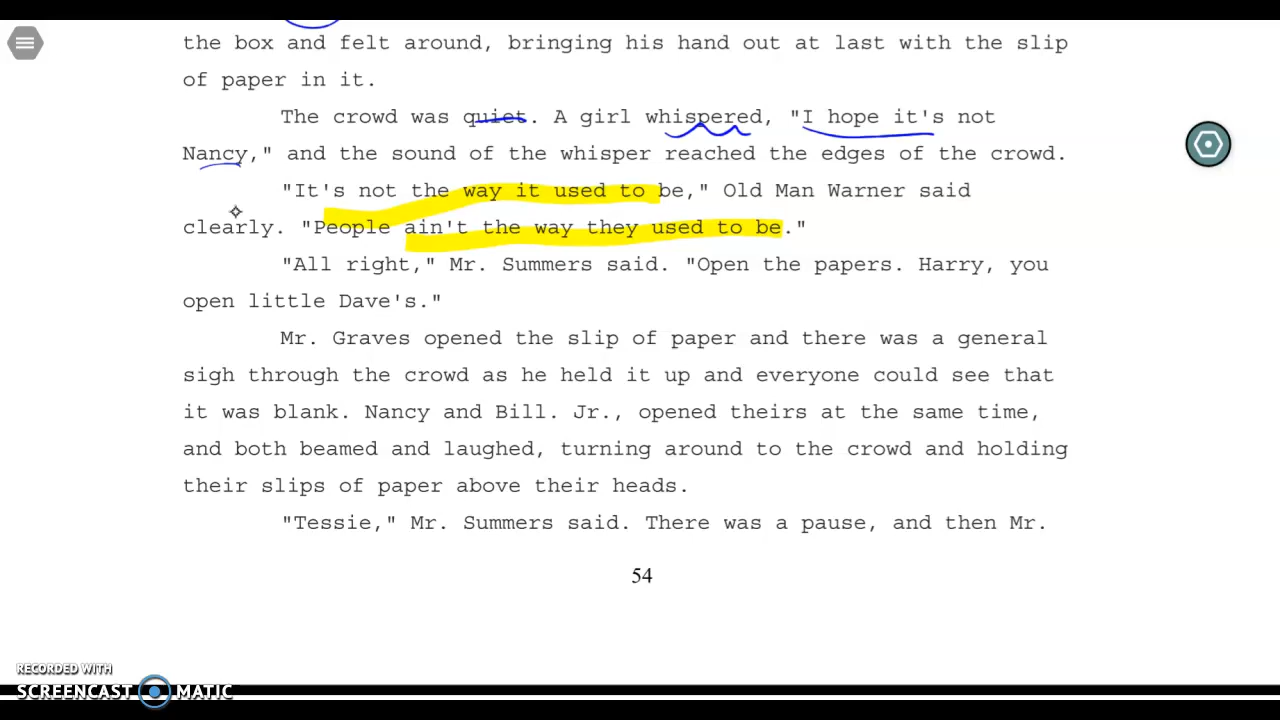 the box and felt around, bringing his hand out at last with the slip
of paper in it.
The crowd was quiet. A girl whispered, "I hope it's not
Nancy," and the sound of the whisper reached the edges of the crowd.
"It's not the way it used to be," Old Man Warner said
clearly. "People ain't the way they used to be."
"All right," Mr. Summers said. "Open the papers. Harry, you
open little Dave's."
Mr. Graves opened the slip of paper and there was a general
sigh through the crowd as he held it up and everyone could see that
it was blank. Nancy and Bill. Jr., opened theirs at the same time,
and both beamed and laughed, turning around to the crowd and holding
their slips of paper above their heads.
"Tessie," Mr. Summers said. There was a pause, and then Mr.
54
RECORDED WITH
SCREENCAST MATIC